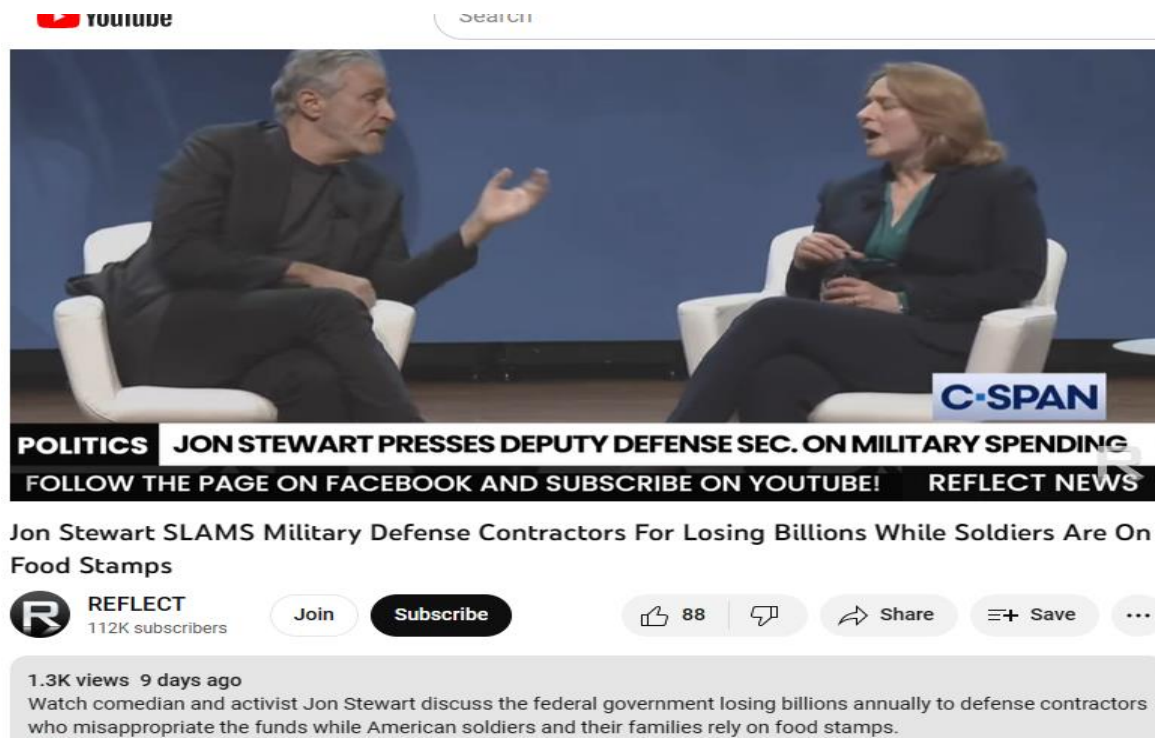 YouTube
Search
C-SPAN
POLITICS JON STEWART PRESSES DEPUTY DEFENSE SEC. ON MILITARY SPENDING
FOLLOW THE PAGE ON FACEBOOK AND SUBSCRIBE ON YOUTUBE! REFLECT NEWS
Jon Stewart SLAMS Military Defense Contractors For Losing Billions While Soldiers Are On
Food Stamps
REFLECT
112K subscribers
Join
Subscribe
88
Share
Save
1.3K views 9 days ago
Watch comedian and activist Jon Stewart discuss the federal government losing billions annually to defense contractors
who misappropriate the funds while American soldiers and their families rely on food stamps.